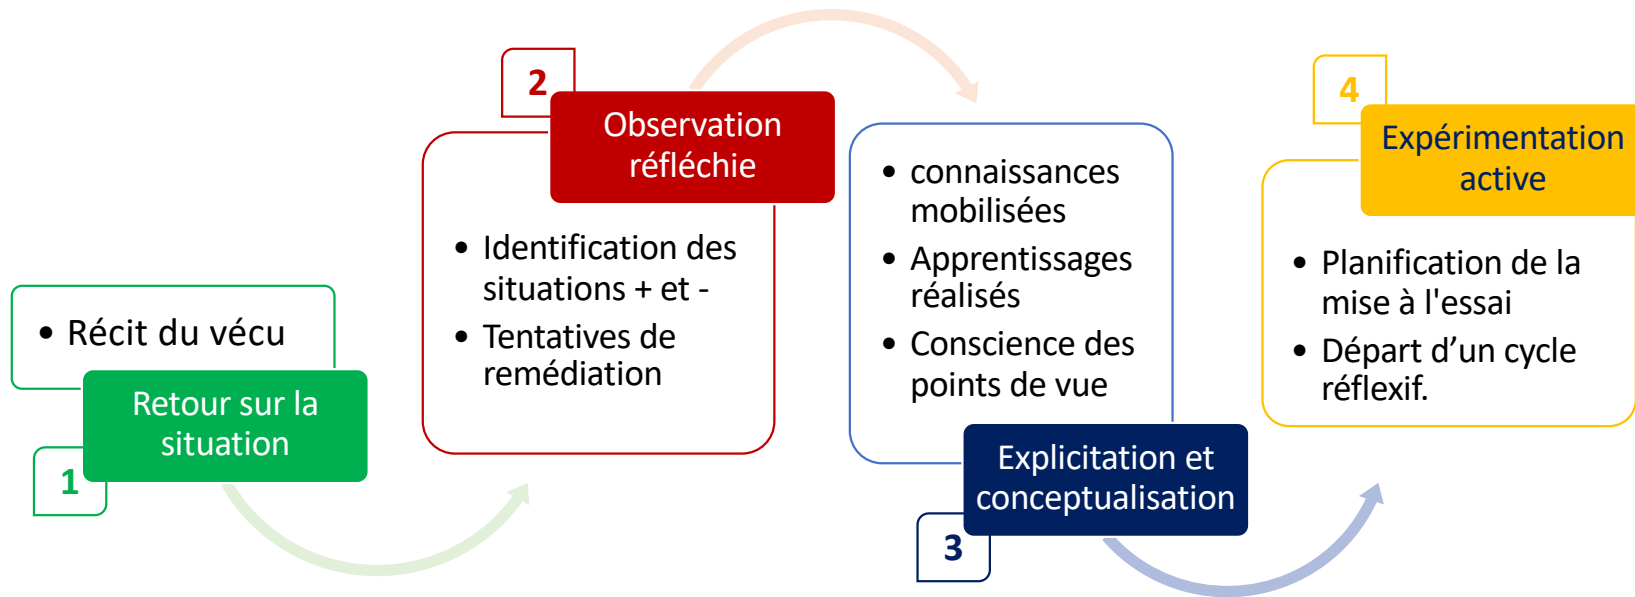 • Récit du vécu
Retour sur la
situation
1
2
Observation
réfléchie
• Identification des
situations + et -
• Tentatives de
remédiation
• connaissances
mobilisées
• Apprentissages
réalisés
• Conscience des
points de vue
Explicitation et
conceptualisation
3
4
Expérimentation
active
• Planification de la
mise à l'essai
• Départ d’un cycle
réflexif.